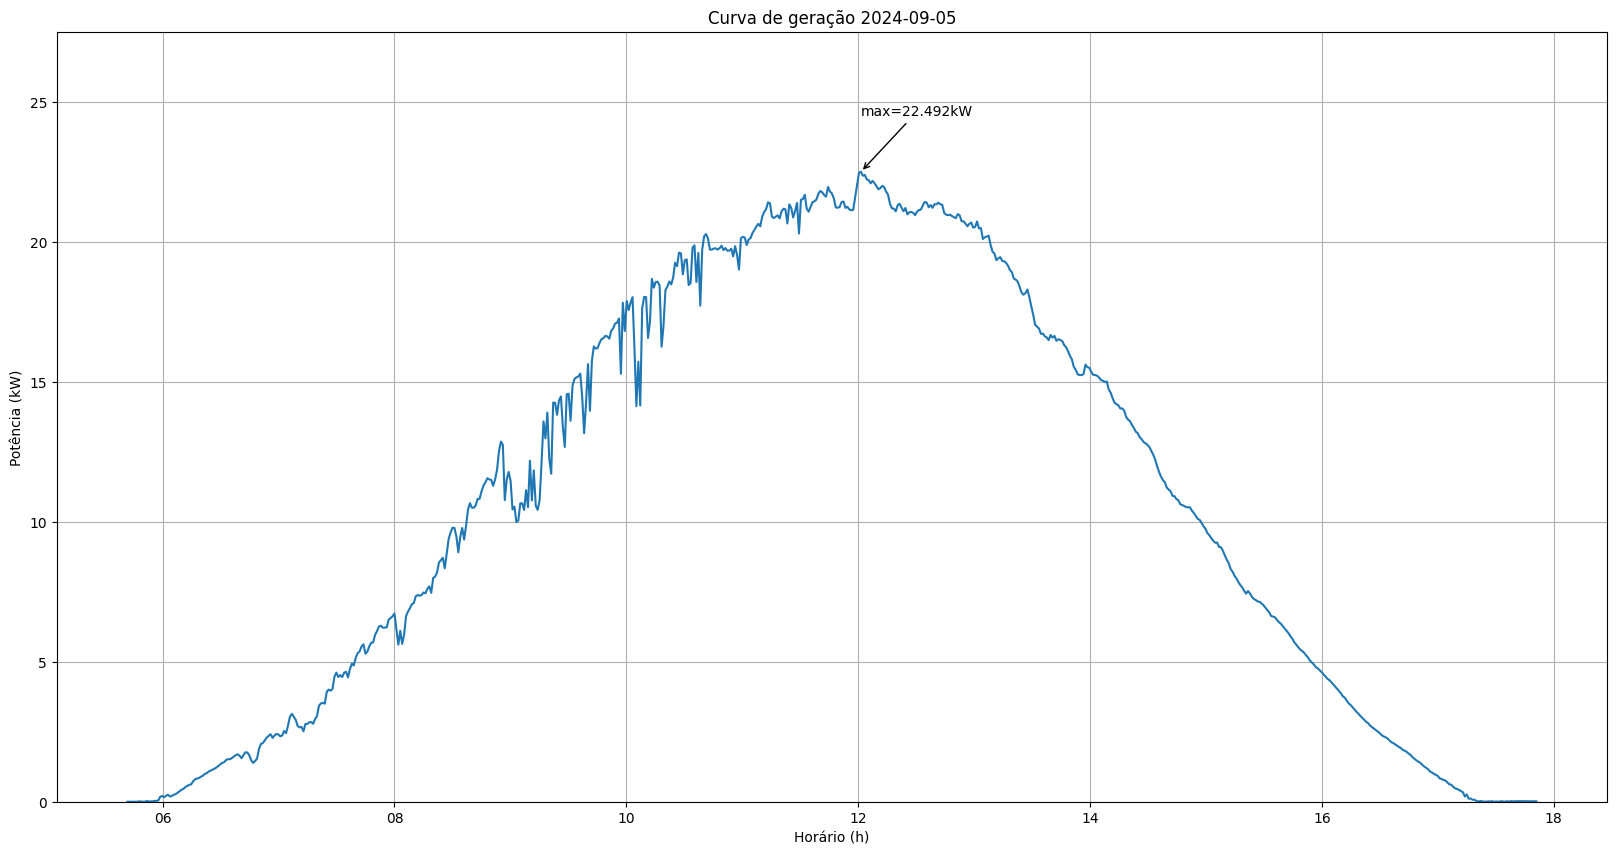 Curva de geração 2024-09-05
25
max=22.492kW
20
15
Potência (kW)
10
5
0
06 08 10 12 14 16 18
Horário (h)